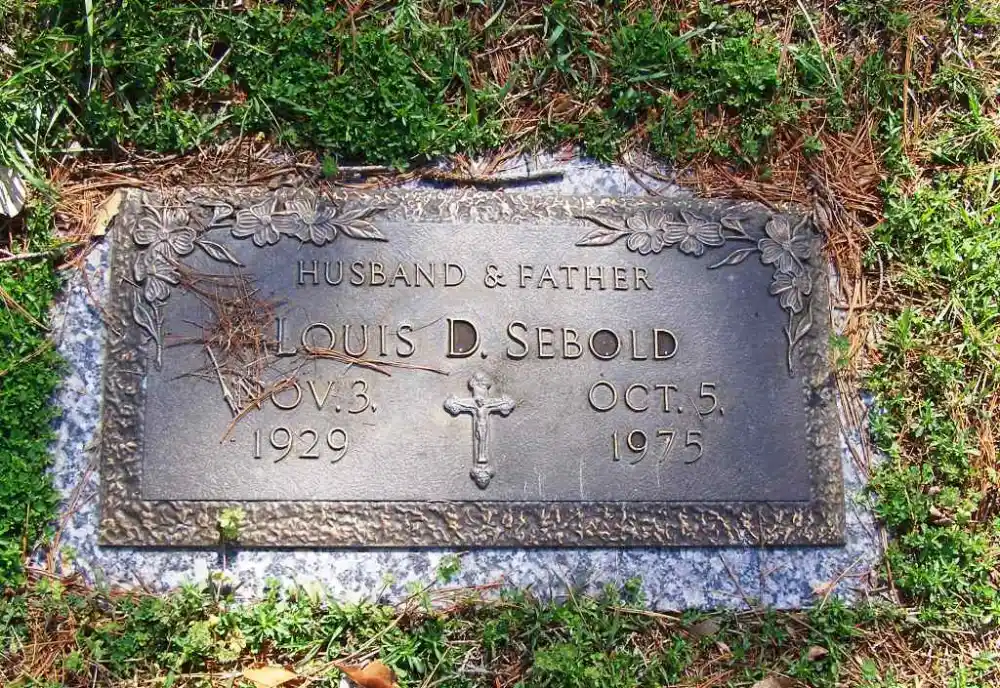 HUSBAND & FATHER
LOUIS D. SEBOLD
NOV. 3, OCT. 5,
1929 1975